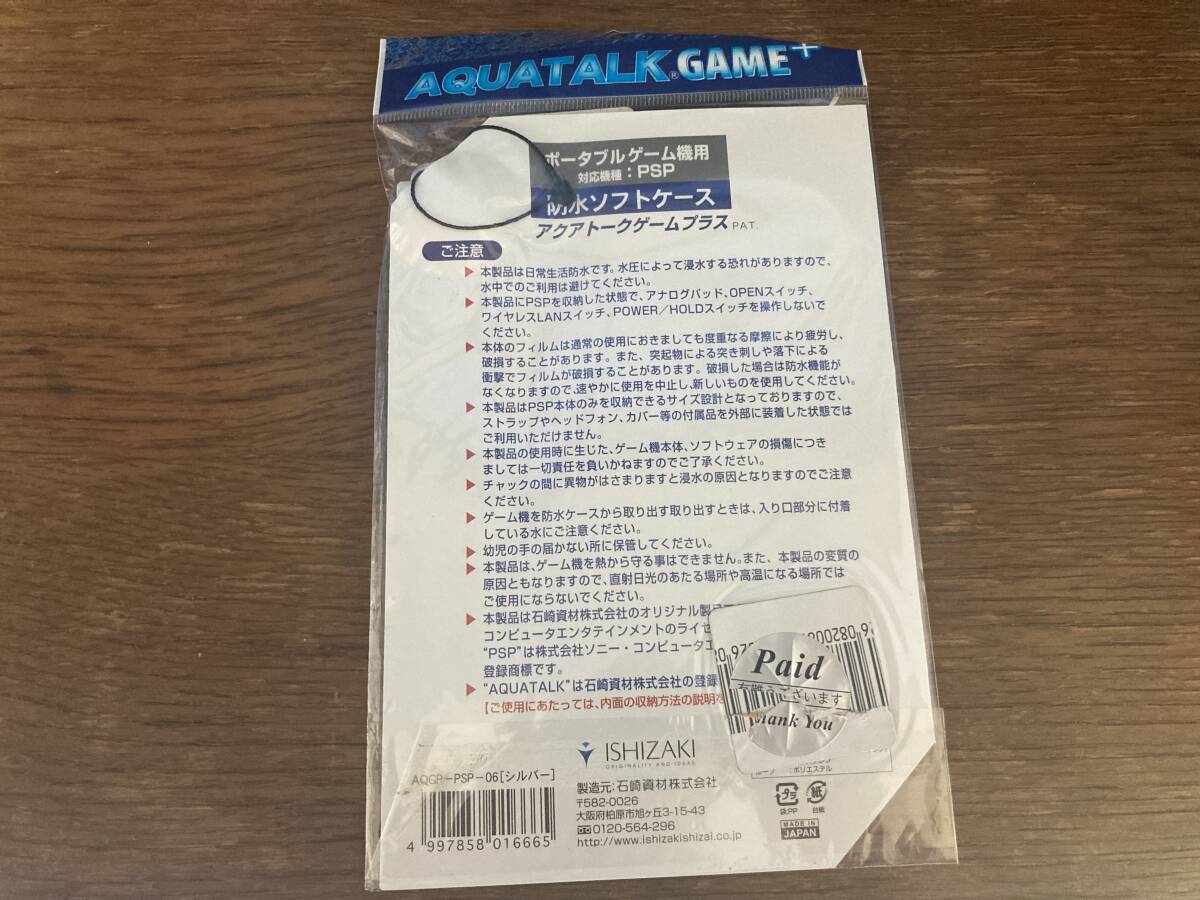 AQUATALK® GAME+
ポータブルゲーム機用
対応機種：PSP
防水ソフトケース
アクアトークゲームプラス PAT.
ご注意
▶ 本製品は日常生活防水です。水圧によって浸水する恐れがありますので、
水中でのご利用は避けてください。
▶ 本製品にPSPを収納した状態で、アナログパッド、OPENスイッチ、
ワイヤレスLANスイッチ、POWER／HOLDスイッチを操作しないで
ください。
▶ 本体のフィルムは通常の使用におきましても度重なる摩擦により疲労し、
破損することがあります。また、突起物による突き刺しや落下による
衝撃でフィルムが破損することがあります。破損した場合は防水機能が
なくなりますので、速やかに使用を中止し、新しいものを使用してください。
▶ 本製品はPSP本体のみを収納できるサイズ設計となっておりますので、
ストラップやヘッドフォン、カバー等の付属品を外部に装着した状態では
ご利用いただけません。
▶ 本製品の使用時に生じた、ゲーム機本体、ソフトウェアの損傷につき
ましては一切責任を負いかねますのでご了承ください。
▶ チャックの間に異物がはさまりますと浸水の原因となりますのでご注意
ください。
▶ ゲーム機を防水ケースから取り出す取り出すときは、入り口部分に付着
している水にご注意ください。
▶ 幼児の手の届かない所に保管してください。
▶ 本製品は、ゲーム機を熱から守る事はできません。また、本製品の変質の
原因ともなりますので、直射日光のあたる場所や高温になる場所では
ご使用にならないでください。
▶ 本製品は石崎資材株式会社のオリジナル製品
コンピュータエンタテインメントのライセ
“PSP”は株式会社ソニー・コンピュータエ
登録商標です。
▶ “AQUATALK”は石崎資材株式会社の登録
【ご使用にあたっては、内面の収納方法の説明を
Paid
ございます
Thank You
ISHIZAKI
ORIGINALITY AND IDEAS
AQGP-PSP-06[シルバー]
4 997858 016665
製造元：石崎資材株式会社
〒582-0026
大阪府柏原市旭ヶ丘3-15-43
0120-564-296
http://www.ishizakishizai.co.jp
：ポリエステル
プラ
紙
袋:PP
台紙
MADE IN
JAPAN